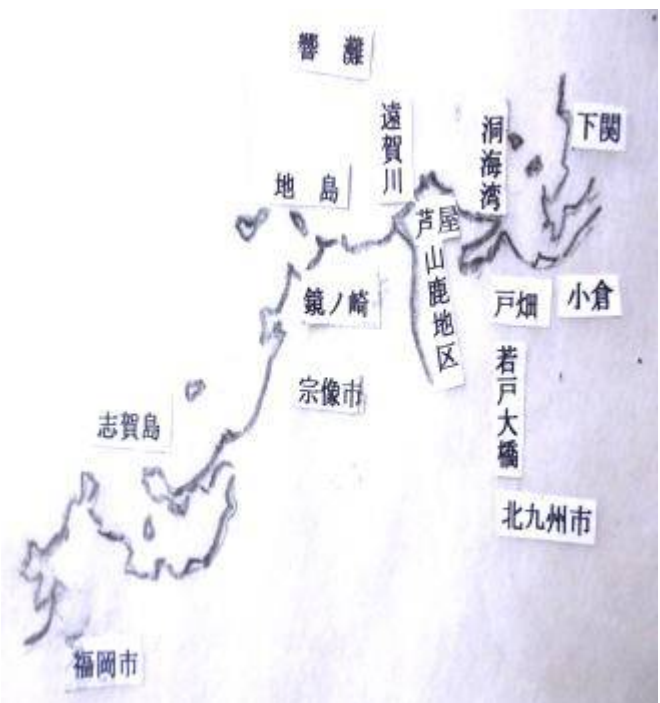 響灘
遠賀川
洞海湾
下関
地島
芦屋
山鹿地区
鏡ノ崎
戸畑
小倉
宗像市
若戸大橋
志賀島
北九州市
福岡市